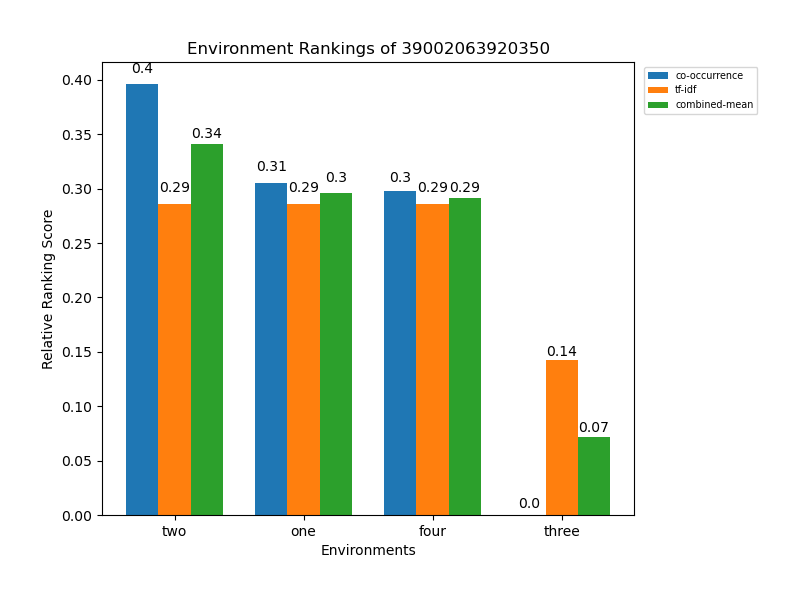 Environment Rankings of 39002063920350
co-occurrence
tf-idf
combined-mean
0.40
0.35
0.30
0.25
0.20
0.15
0.10
0.05
0.00
Relative Ranking Score
0.4
0.29
0.34
0.31
0.29
0.3
0.3
0.29
0.29
0.0
0.14
0.07
two
one
four
three
Environments